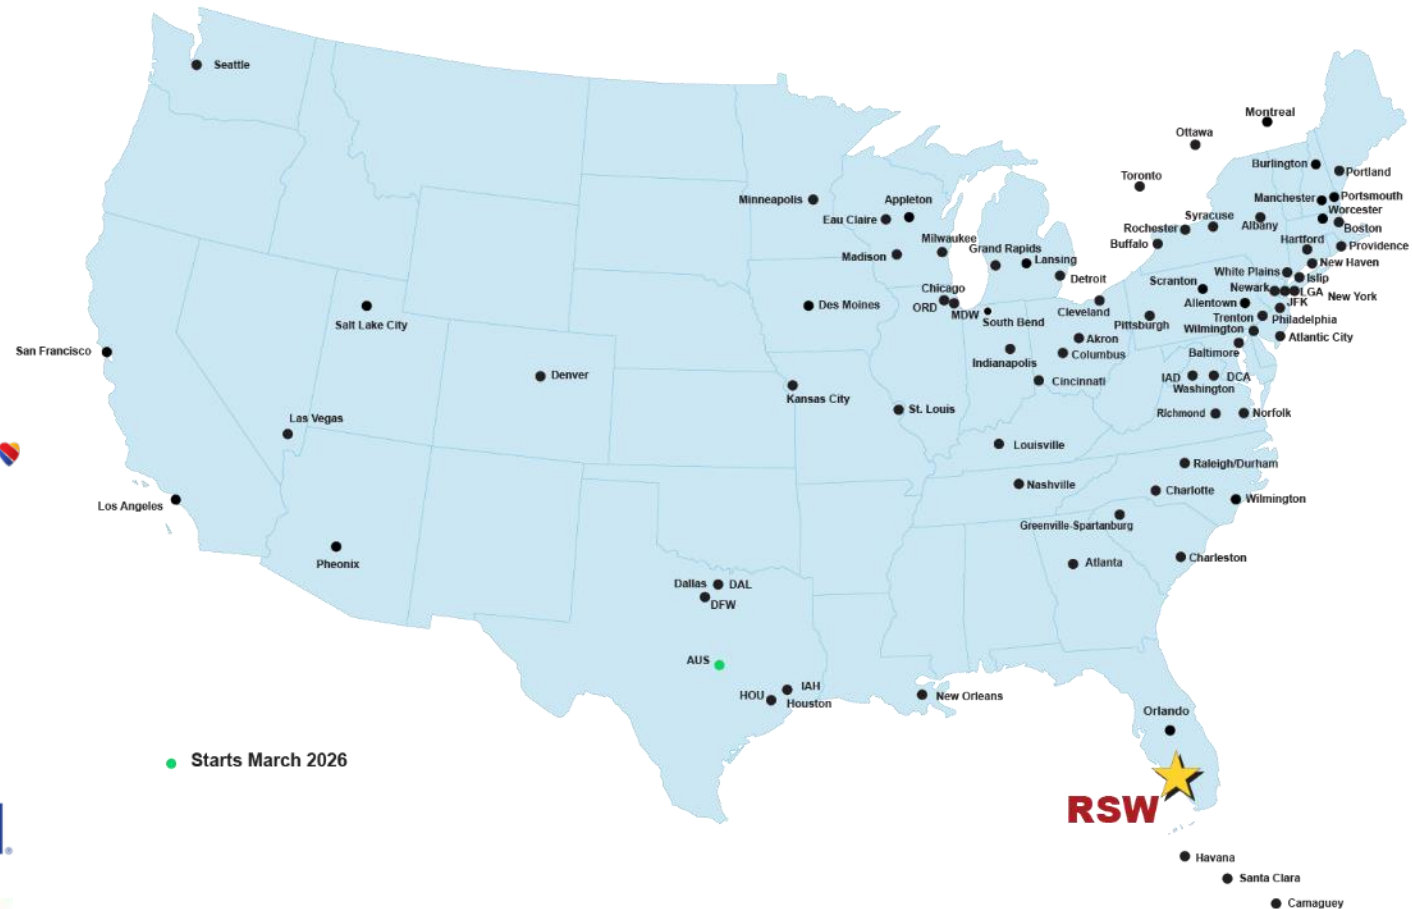 Seattle
Montreal
Ottawa
Burlington
Portland
Toronto
Minneapolis
Appleton
Manchester
Portsmouth
Eau Claire
Worcester
Syracuse
Albany
Rochester
Boston
Milwaukee
Grand Rapids
Buffalo
Hartford
Providence
Madison
Lansing
New Haven
White Plains
Islip
Detroit
Scranton
Newark
LGA
New York
Chicago
ORD
MDW
Des Moines
Cleveland
Allentown
JFK
South Bend
Pittsburgh
Trenton
Philadelphia
Salt Lake City
Wilmington
Akron
Atlantic City
San Francisco
Indianapolis
Columbus
Baltimore
Denver
Cincinnati
IAD
DCA
Washington
Kansas City
St. Louis
Richmond
Norfolk
Las Vegas
Louisville
Raleigh/Durham
Nashville
Charlotte
Wilmington
Los Angeles
Greenville-Spartanburg
Pheonix
Atlanta
Charleston
Dallas
DAL
DFW
AUS
HOU
IAH
Houston
New Orleans
Orlando
Starts March 2026
RSW
Havana
Santa Clara
Camaguey